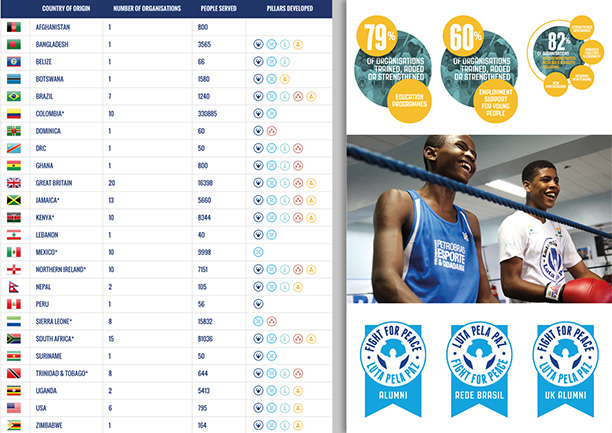 COUNTRY OF ORIGIN NUMBER OF ORGANISATIONS PEOPLE SERVED PILLARS DEVELOPED
AFGHANISTAN 1 800
BANGLADESH 1 3565
BELIZE 1 66
BOTSWANA 1 1580
BRAZIL 7 1240
COLOMBIA* 10 330885
DOMINICA 1 60
DRC 1 50
GHANA 1 800
GREAT BRITAIN 20 16398
JAMAICA* 13 5660
KENYA* 10 8344
LEBANON 1 40
MEXICO* 10 9998
NORTHERN IRELAND* 10 7151
NEPAL 2 105
PERU 1 56
SIERRA LEONE* 8 15832
SOUTH AFRICA* 15 81036
SURINAME 1 50
TRINIDAD & TOBAGO* 8 644
UGANDA 2 5413
USA 6 795
ZIMBABWE 1 164
79%
OF ORGANISATIONS
TRAINED, ADDED
OR STRENGTHENED
EDUCATION
PROGRAMMES
60%
OF ORGANISATIONS
TRAINED, ADDED
OR STRENGTHENED
EMPLOYMENT
SUPPORT
FOR YOUNG
PEOPLE
82%
OF ORGANISATIONS
PETROBRAS
ESPORTE
& CIDADANIA
FIGHT FOR PEACE
LUTA PELA PAZ
ALUMNI
LUTA PELA PAZ
FIGHT FOR PEACE
REDE BRASIL
FIGHT FOR PEACE
LUTA PELA PAZ
UK ALUMNI